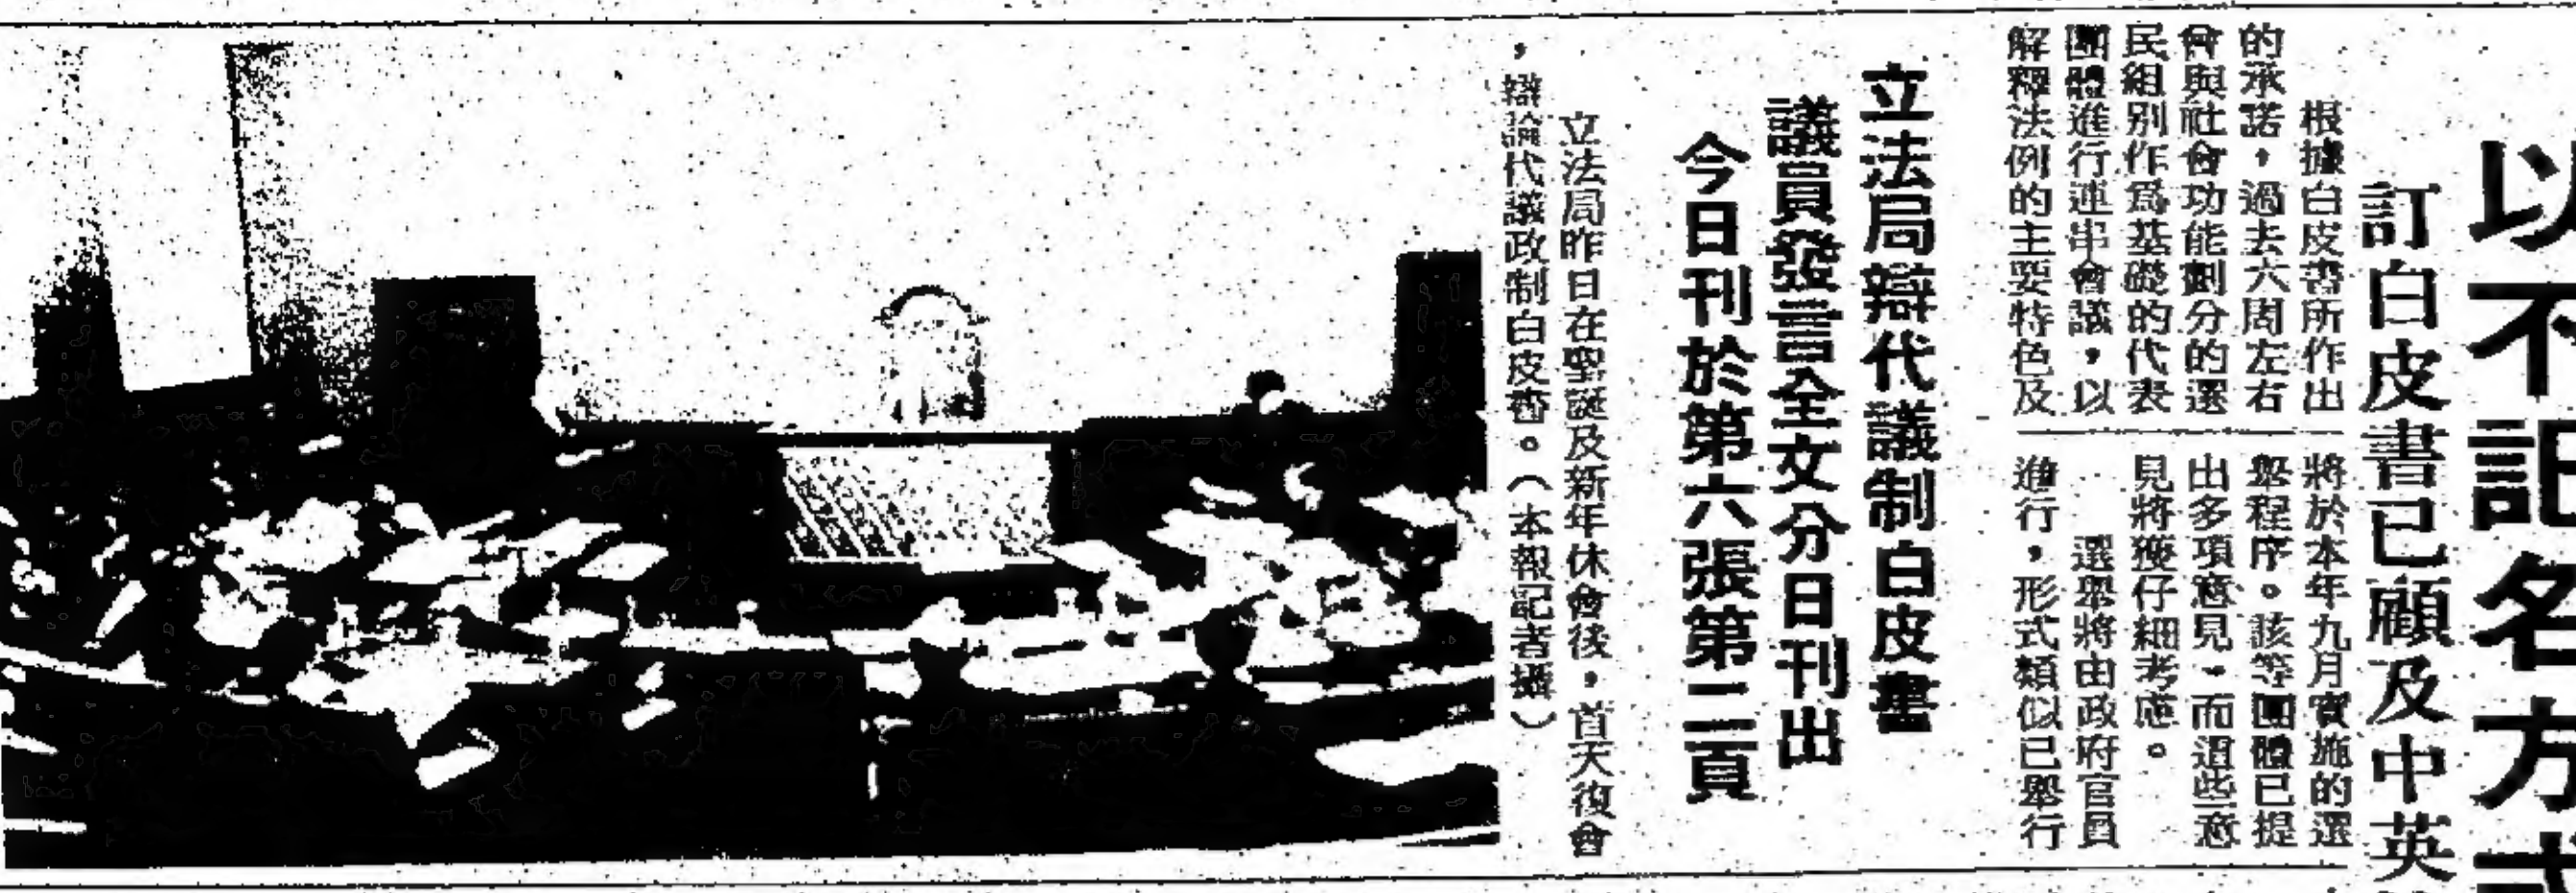 以不記名方式
訂白皮書已顧及中英
根據白皮書所作出
的承諾，過去六周左右
會與社會功能劃分的選
民組別作爲基礎的代表
團體進行連串會議，以
解釋法例的主要特色及
將於本年九月實施的選
舉程序。該等團體已提
出多項意見，而這些意
見將獲仔細考慮。
選舉將由政府官員
進行，形式類似已舉行
立法局辯代議制白皮書
議員發言全文分日刊出
今日刊於第六張第二頁
立法局昨日在聖誕及新年休會後，首天復會
，辯論代議政制白皮書。（本報記者攝）